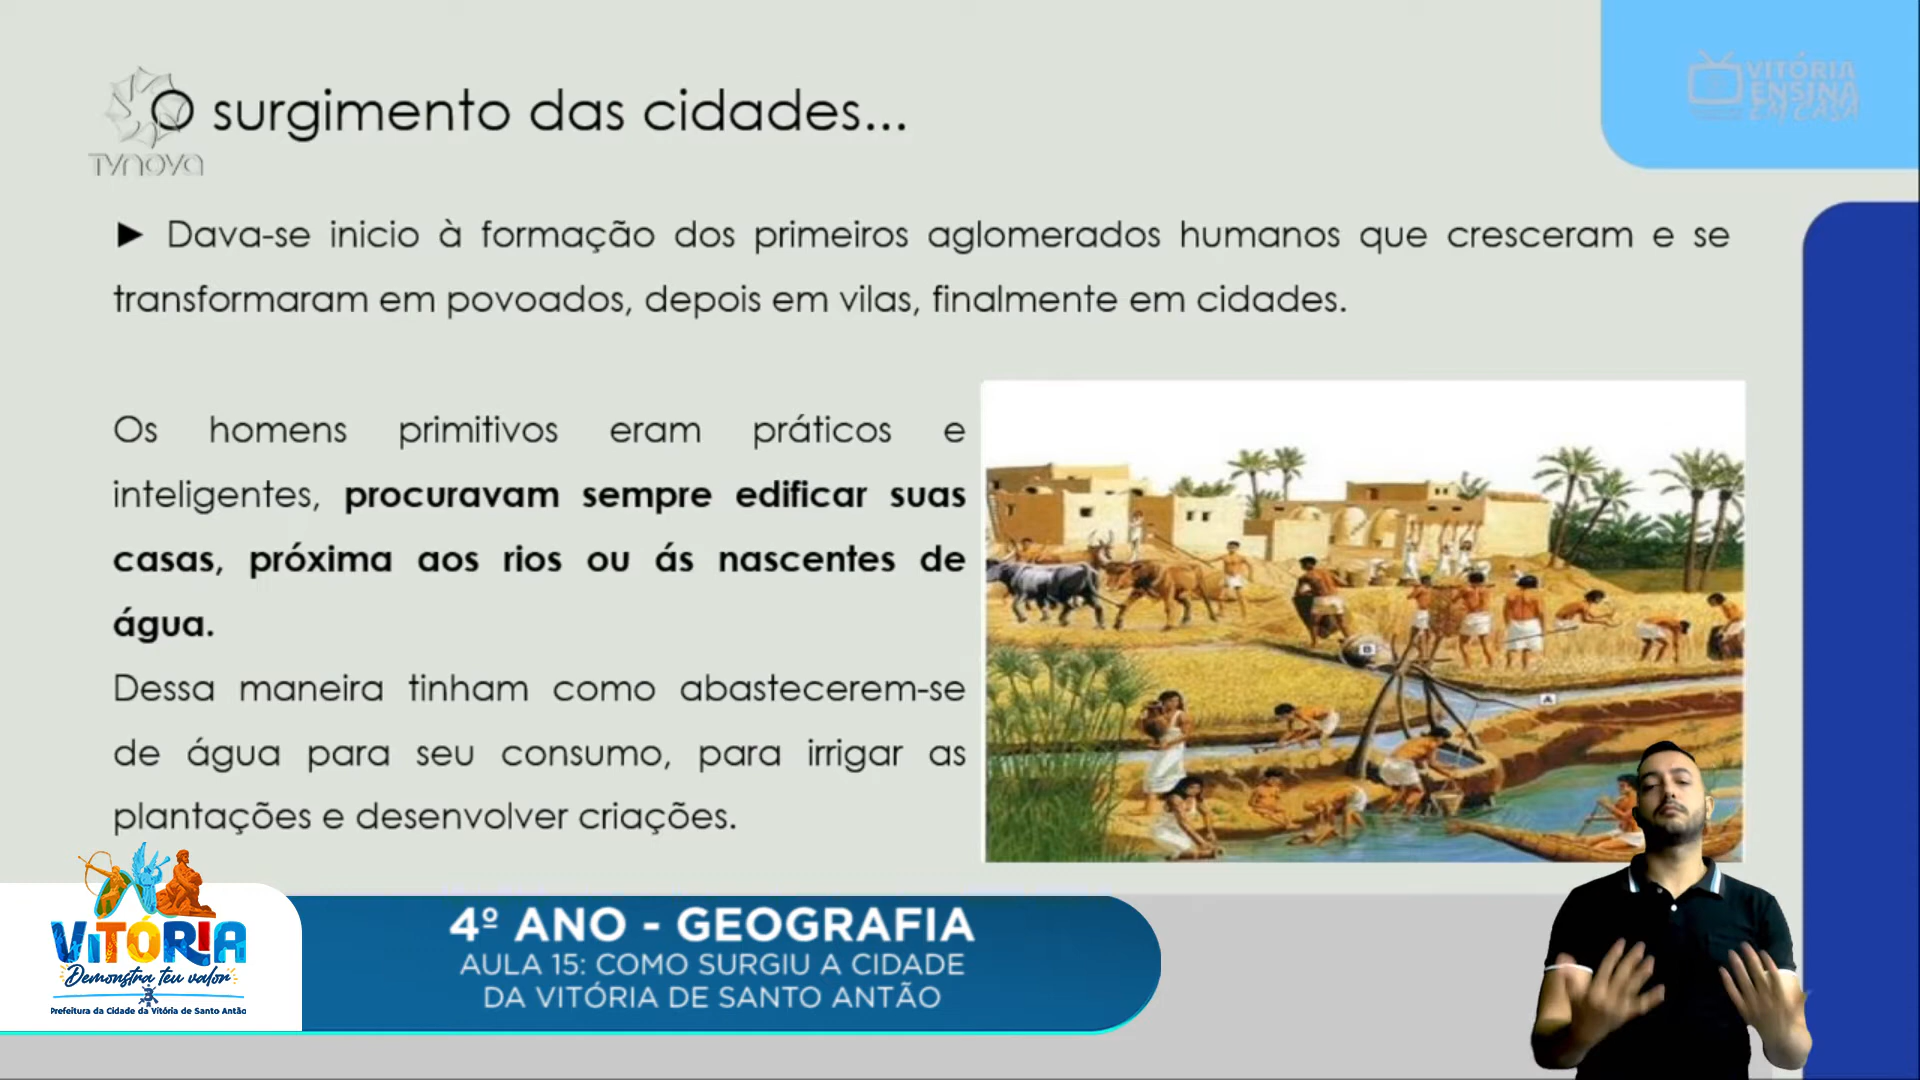 O surgimento das cidades...
TVNOVA
VITÓRIA
ENSINA
EM CASA
► Dava-se inicio à formação dos primeiros aglomerados humanos que cresceram e se
transformaram em povoados, depois em vilas, finalmente em cidades.
Os homens primitivos eram práticos e
inteligentes, procuravam sempre edificar suas
casas, próxima aos rios ou ás nascentes de
água.
Dessa maneira tinham como abastecerem-se
de água para seu consumo, para irrigar as
plantações e desenvolver criações.
B
A
VITÓRIA
Demonstra teu valor
Prefeitura da Cidade da Vitória de Santo Antão
4º ANO - GEOGRAFIA
AULA 15: COMO SURGIU A CIDADE
DA VITÓRIA DE SANTO ANTÃO